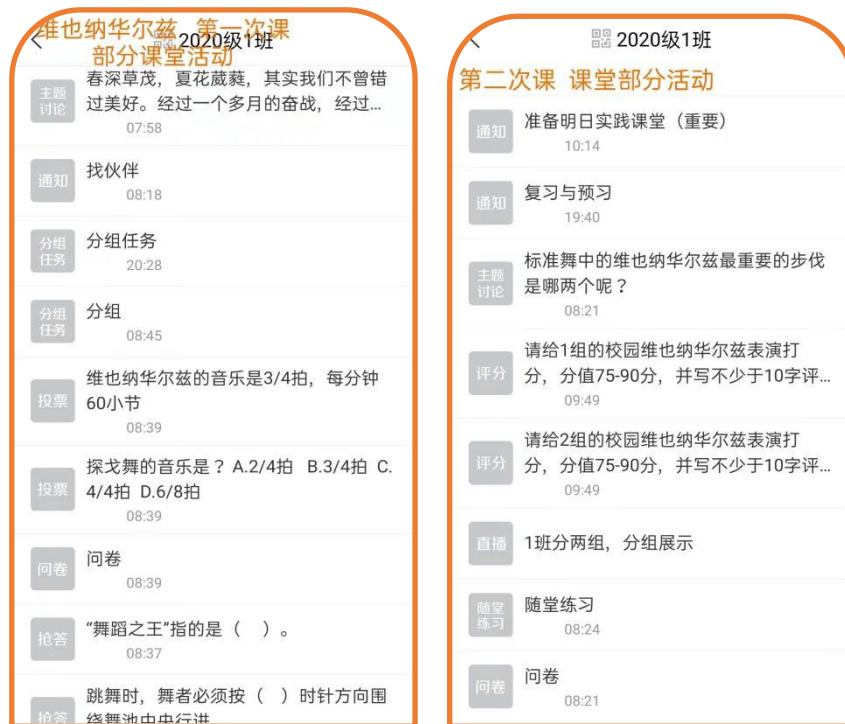 维也纳华尔兹 第一次课
部分课堂活动
2020级1班
主题
讨论
春深草茂，夏花葳蕤，其实我们不曾错
过美好。经过一个多月的奋战，经过...
07:58
通知
找伙伴
08:18
分组
任务
分组任务
20:28
分组
任务
分组
08:45
投票
维也纳华尔兹的音乐是3/4拍，每分钟
60小节
08:39
投票
探戈舞的音乐是？A.2/4拍 B.3/4拍 C.
4/4拍 D.6/8拍
08:39
问卷
问卷
08:39
抢答
“舞蹈之王”指的是（ ）。
08:37
抢答
跳舞时，舞者必须按（ ）时针方向围
绕舞池中央行进
2020级1班
第二次课 课堂部分活动
通知
准备明日实践课堂（重要）
10:14
通知
复习与预习
19:40
主题
讨论
标准舞中的维也纳华尔兹最重要的步伐
是哪两个呢？
08:21
评分
请给1组的校园维也纳华尔兹表演打
分，分值75-90分，并写不少于10字评...
09:49
评分
请给2组的校园维也纳华尔兹表演打
分，分值75-90分，并写不少于10字评...
09:49
直播
1班分两组，分组展示
随堂
练习
随堂练习
08:24
问卷
问卷
08:21